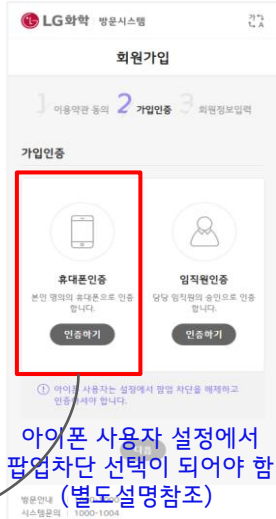 LG화학 방문시스템
회원가입
1 이용약관 동의 2 가입인증 3 회원정보입력
가입인증
휴대폰인증
본인 명의의 휴대폰으로 인증
합니다.
인증하기
임직원인증
담당 임직원의 승인으로 인증
합니다.
인증하기
아이폰 사용자는 설정에서 팝업 차단을 해제하고
인증하셔야 합니다.
아이폰 사용자 설정에서
팝업차단 선택이 되어야 함
(별도설명참조)
방문안내
시스템문의 1000-1004